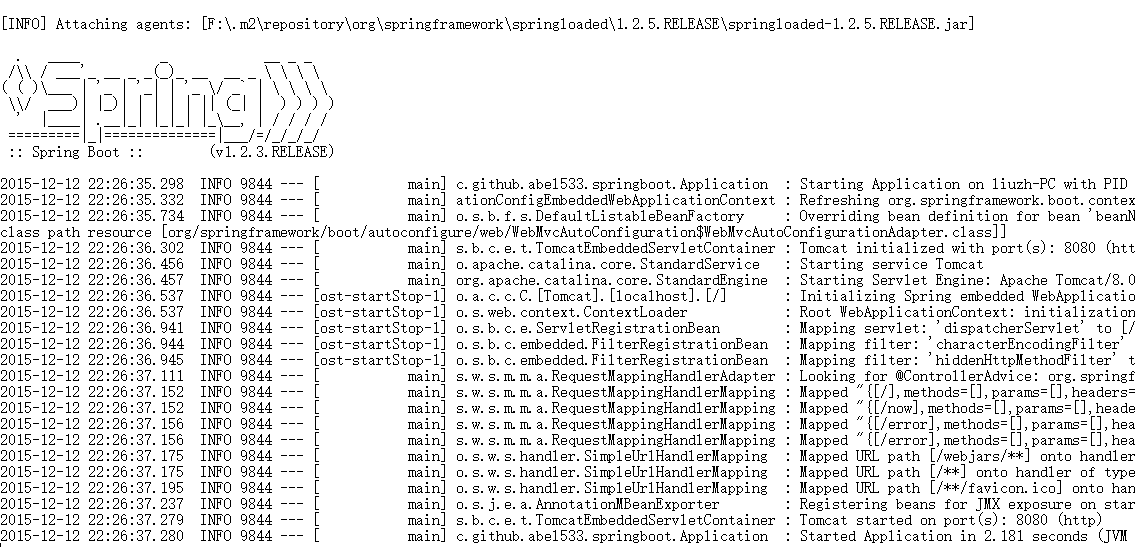 [INFO] Attaching agents: [F:\.m2\repository\org\springframework\springloaded\1.2.5.RELEASE\springloaded-1.2.5.RELEASE.jar]
Spring
:: Spring Boot ::        (v1.2.3.RELEASE)
2015-12-12 22:26:35.298  INFO 9844 --- [           main] c.github.abel533.springboot.Application  : Starting Application on liuzh-PC with PID
2015-12-12 22:26:35.332  INFO 9844 --- [           main] ationConfigEmbeddedWebApplicationContext : Refreshing org.springframework.boot.contex
2015-12-12 22:26:35.734  INFO 9844 --- [           main] o.s.b.f.s.DefaultListableBeanFactory     : Overriding bean definition for bean 'beanN
class path resource [org/springframework/boot/autoconfigure/web/WebMvcAutoConfiguration$WebMvcAutoConfigurationAdapter.class]]
2015-12-12 22:26:36.302  INFO 9844 --- [           main] s.b.c.e.t.TomcatEmbeddedServletContainer : Tomcat initialized with port(s): 8080 (htt
2015-12-12 22:26:36.456  INFO 9844 --- [           main] o.apache.catalina.core.StandardService   : Starting service Tomcat
2015-12-12 22:26:36.457  INFO 9844 --- [           main] org.apache.catalina.core.StandardEngine  : Starting Servlet Engine: Apache Tomcat/8.0
2015-12-12 22:26:36.537  INFO 9844 --- [ost-startStop-1] o.a.c.c.C.[Tomcat].[localhost].[/]       : Initializing Spring embedded WebApplicatio
2015-12-12 22:26:36.537  INFO 9844 --- [ost-startStop-1] o.s.web.context.ContextLoader            : Root WebApplicationContext: initialization
2015-12-12 22:26:36.941  INFO 9844 --- [ost-startStop-1] o.s.b.c.e.ServletRegistrationBean        : Mapping servlet: 'dispatcherServlet' to [/
2015-12-12 22:26:36.944  INFO 9844 --- [ost-startStop-1] o.s.b.c.embedded.FilterRegistrationBean  : Mapping filter: 'characterEncodingFilter'
2015-12-12 22:26:36.945  INFO 9844 --- [ost-startStop-1] o.s.b.c.embedded.FilterRegistrationBean  : Mapping filter: 'hiddenHttpMethodFilter' t
2015-12-12 22:26:37.111  INFO 9844 --- [           main] s.w.s.m.m.a.RequestMappingHandlerAdapter : Looking for @ControllerAdvice: org.springf
2015-12-12 22:26:37.152  INFO 9844 --- [           main] s.w.s.m.m.a.RequestMappingHandlerMapping : Mapped "{[/],methods=[],params=[],headers=
2015-12-12 22:26:37.152  INFO 9844 --- [           main] s.w.s.m.m.a.RequestMappingHandlerMapping : Mapped "{[/now],methods=[],params=[],heade
2015-12-12 22:26:37.156  INFO 9844 --- [           main] s.w.s.m.m.a.RequestMappingHandlerMapping : Mapped "{[/error],methods=[],params=[],hea
2015-12-12 22:26:37.156  INFO 9844 --- [           main] s.w.s.m.m.a.RequestMappingHandlerMapping : Mapped "{[/error],methods=[],params=[],hea
2015-12-12 22:26:37.175  INFO 9844 --- [           main] o.s.w.s.handler.SimpleUrlHandlerMapping  : Mapped URL path [/webjars/**] onto handler
2015-12-12 22:26:37.175  INFO 9844 --- [           main] o.s.w.s.handler.SimpleUrlHandlerMapping  : Mapped URL path [/**] onto handler of type
2015-12-12 22:26:37.195  INFO 9844 --- [           main] o.s.w.s.handler.SimpleUrlHandlerMapping  : Mapped URL path [/**/favicon.ico] onto han
2015-12-12 22:26:37.237  INFO 9844 --- [           main] o.s.j.e.a.AnnotationMBeanExporter        : Registering beans for JMX exposure on star
2015-12-12 22:26:37.279  INFO 9844 --- [           main] s.b.c.e.t.TomcatEmbeddedServletContainer : Tomcat started on port(s): 8080 (http)
2015-12-12 22:26:37.280  INFO 9844 --- [           main] c.github.abel533.springboot.Application  : Started Application in 2.181 seconds (JVM